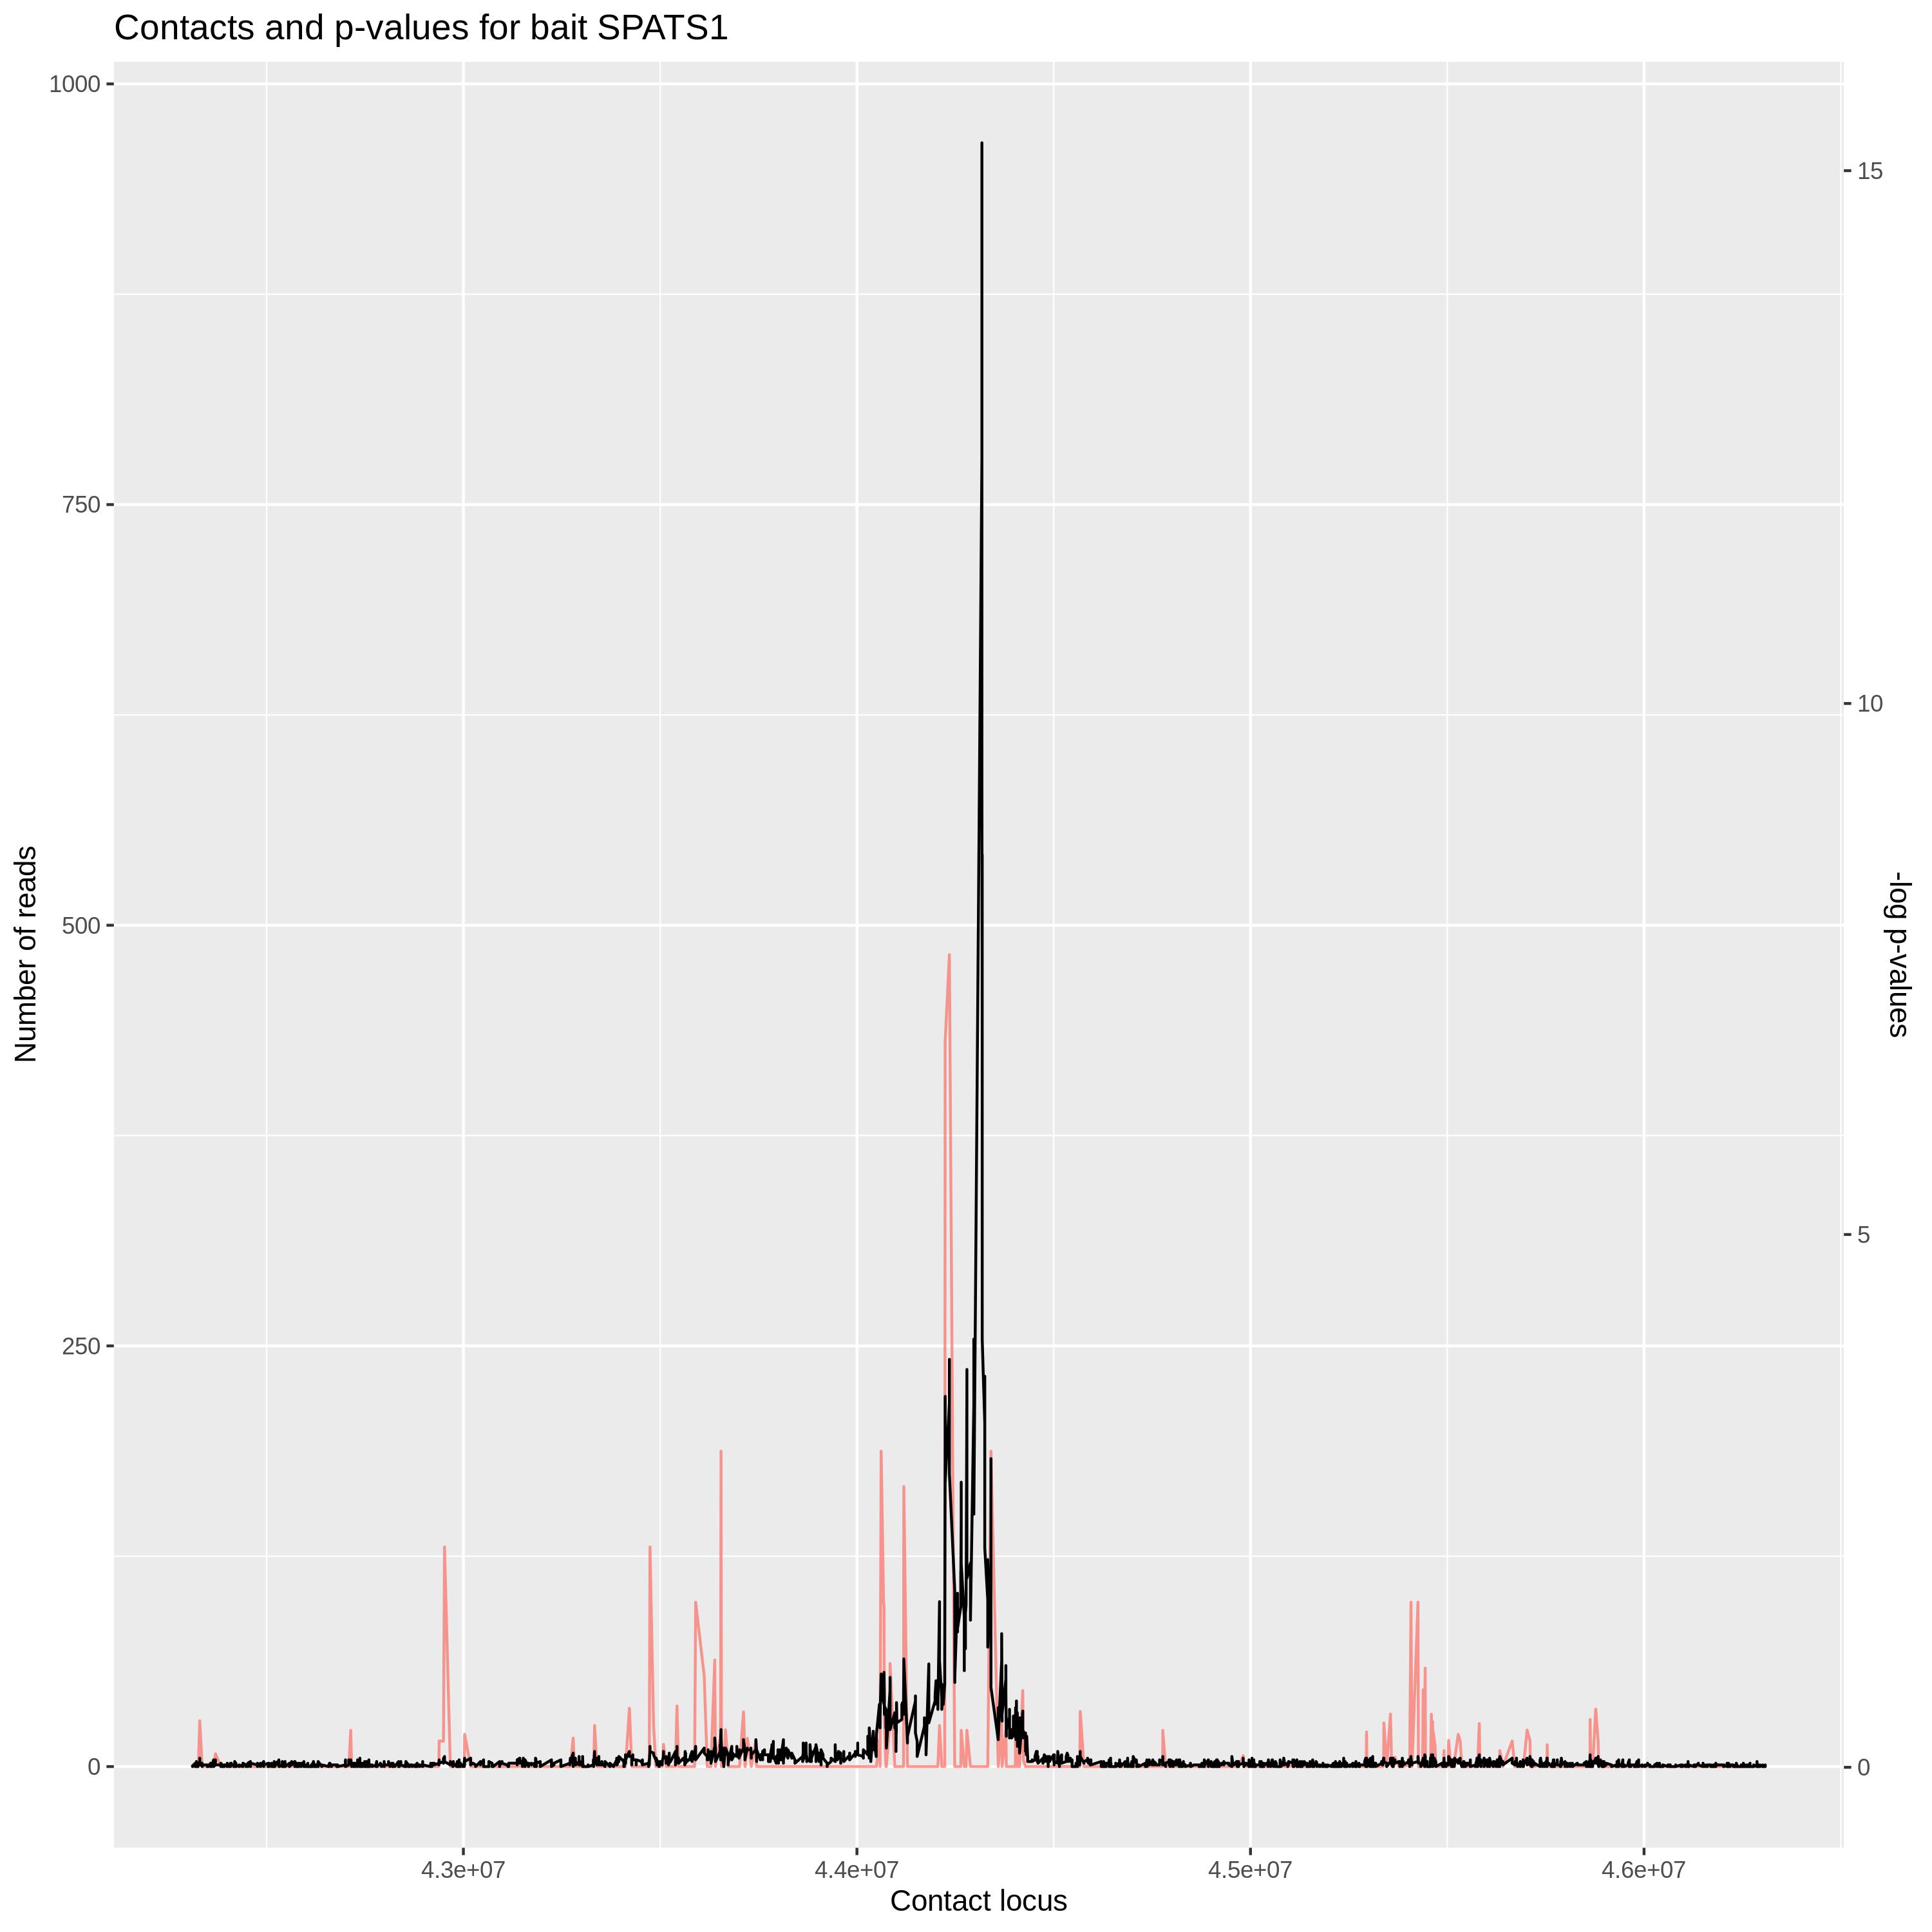 Contacts and p-values for bait SPATS1
1000
750
500
250
0
Number of reads
15
10
5
0
-log p-values
4.3e+07
4.4e+07
4.5e+07
4.6e+07
Contact locus